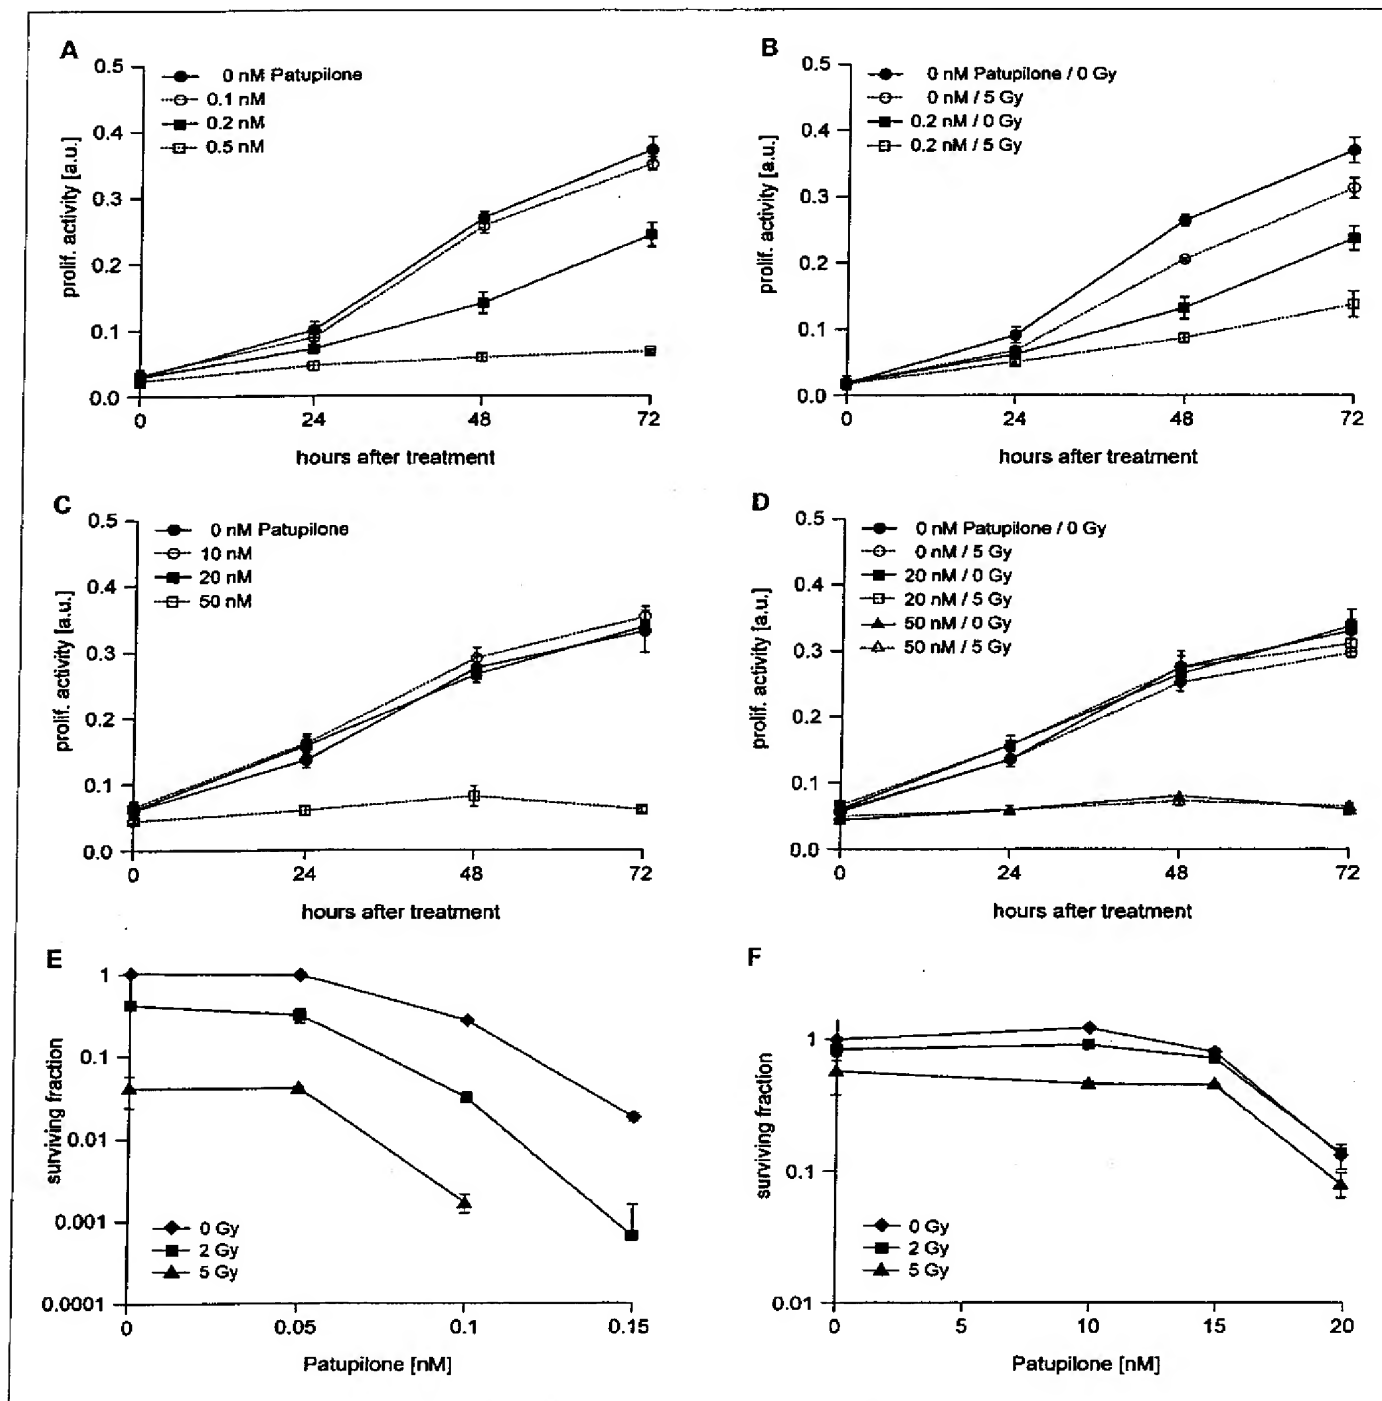 A
0.5
0 nM Patupilone
0.1 nM
0.2 nM
0.5 nM
0.4
0.3
0.2
0.1
0.0
prolif. activity [a.u.]
0 24 48 72
hours after treatment
B
0.5
0 nM Patupilone / 0 Gy
0 nM / 5 Gy
0.2 nM / 0 Gy
0.2 nM / 5 Gy
0.4
0.3
0.2
0.1
0.0
prolif. activity [a.u.]
0 24 48 72
hours after treatment
C
0.5
0 nM Patupilone
10 nM
20 nM
50 nM
0.4
0.3
0.2
0.1
0.0
prolif. activity [a.u.]
0 24 48 72
hours after treatment
D
0.5
0 nM Patupilone / 0 Gy
0 nM / 5 Gy
20 nM / 0 Gy
20 nM / 5 Gy
50 nM / 0 Gy
50 nM / 5 Gy
0.4
0.3
0.2
0.1
0.0
prolif. activity [a.u.]
0 24 48 72
hours after treatment
E
1
0.1
0.01
0.001
0.0001
surviving fraction
0 Gy
2 Gy
5 Gy
0 0.05 0.1 0.15
Patupilone [nM]
F
1
0.1
0.01
surviving fraction
0 Gy
2 Gy
5 Gy
0 5 10 15 20
Patupilone [nM]